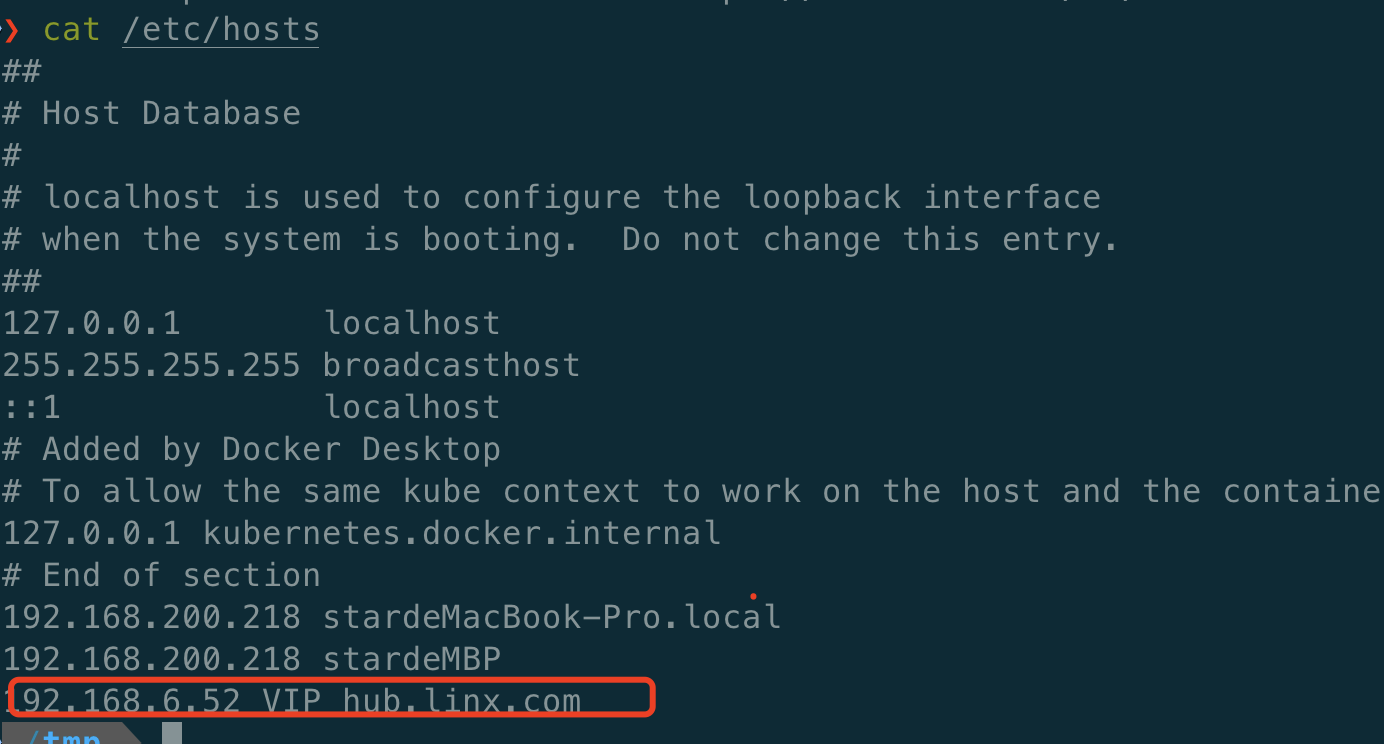 ❯ cat /etc/hosts
##
# Host Database
#
# localhost is used to configure the loopback interface
# when the system is booting.  Do not change this entry.
##
127.0.0.1       localhost
255.255.255.255 broadcasthost
::1             localhost
# Added by Docker Desktop
# To allow the same kube context to work on the host and the containe
127.0.0.1 kubernetes.docker.internal
# End of section
192.168.200.218 stardeMacBook-Pro.local
192.168.200.218 stardeMBP
192.168.6.52 VIP hub.linx.com
/tmp